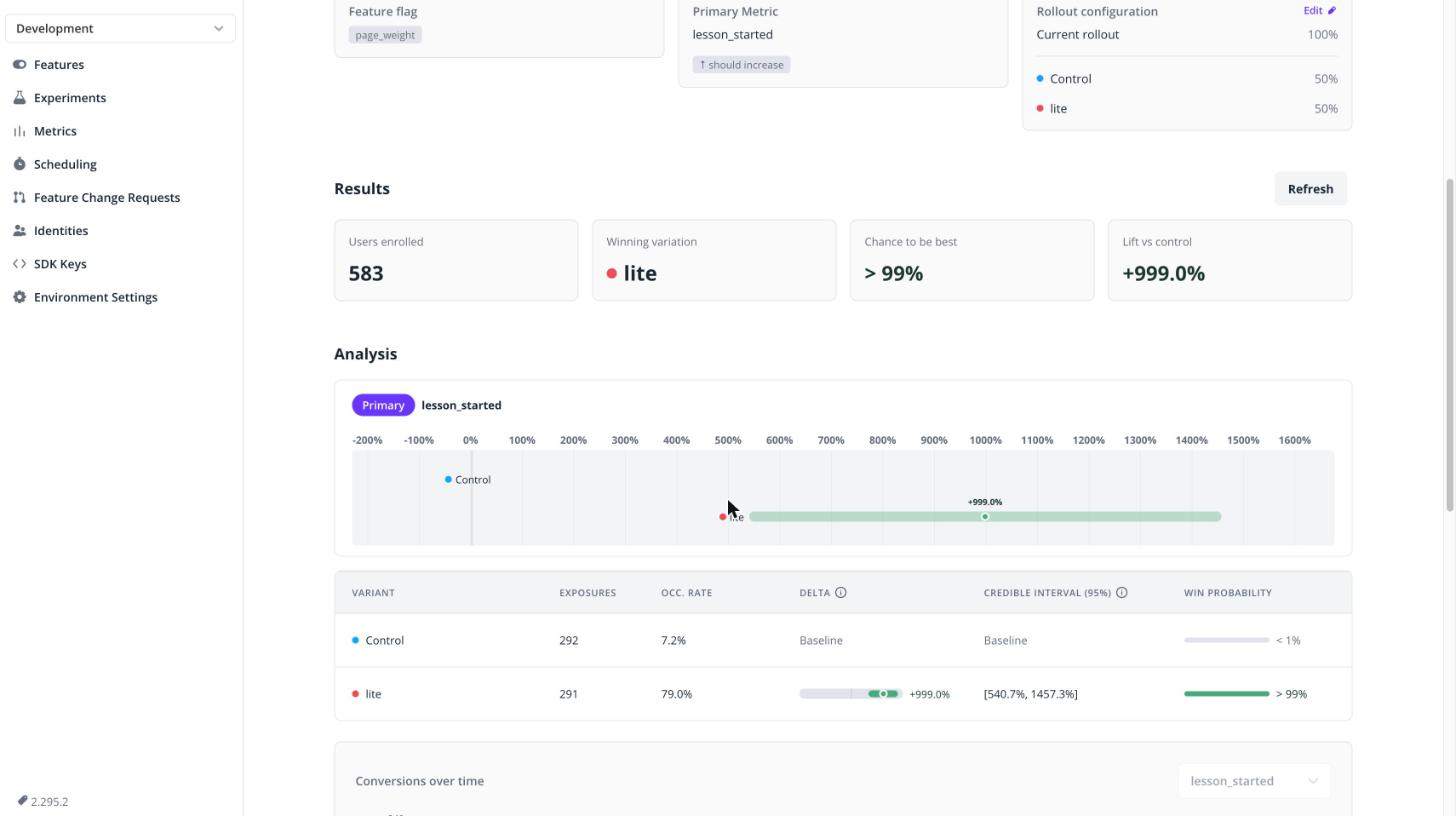 Development
Features
Experiments
Metrics
Scheduling
Feature Change Requests
Identities
SDK Keys
Environment Settings
2.295.2
Feature flag
page_weight
Primary Metric
lesson_started
↑ should increase
Rollout configuration Edit
Current rollout 100%
Control 50%
lite 50%
Results
Refresh
Users enrolled
583
Winning variation
lite
Chance to be best
> 99%
Lift vs control
+999.0%
Analysis
Primary lesson_started
-200% -100% 0% 100% 200% 300% 400% 500% 600% 700% 800% 900% 1000% 1100% 1200% 1300% 1400% 1500% 1600%
Control
+999.0%
lite
VARIANT EXPOSURES OCC. RATE DELTA CREDIBLE INTERVAL (95%) WIN PROBABILITY
Control 292 7.2% Baseline Baseline < 1%
lite 291 79.0% +999.0% [540.7%, 1457.3%] > 99%
Conversions over time lesson_started